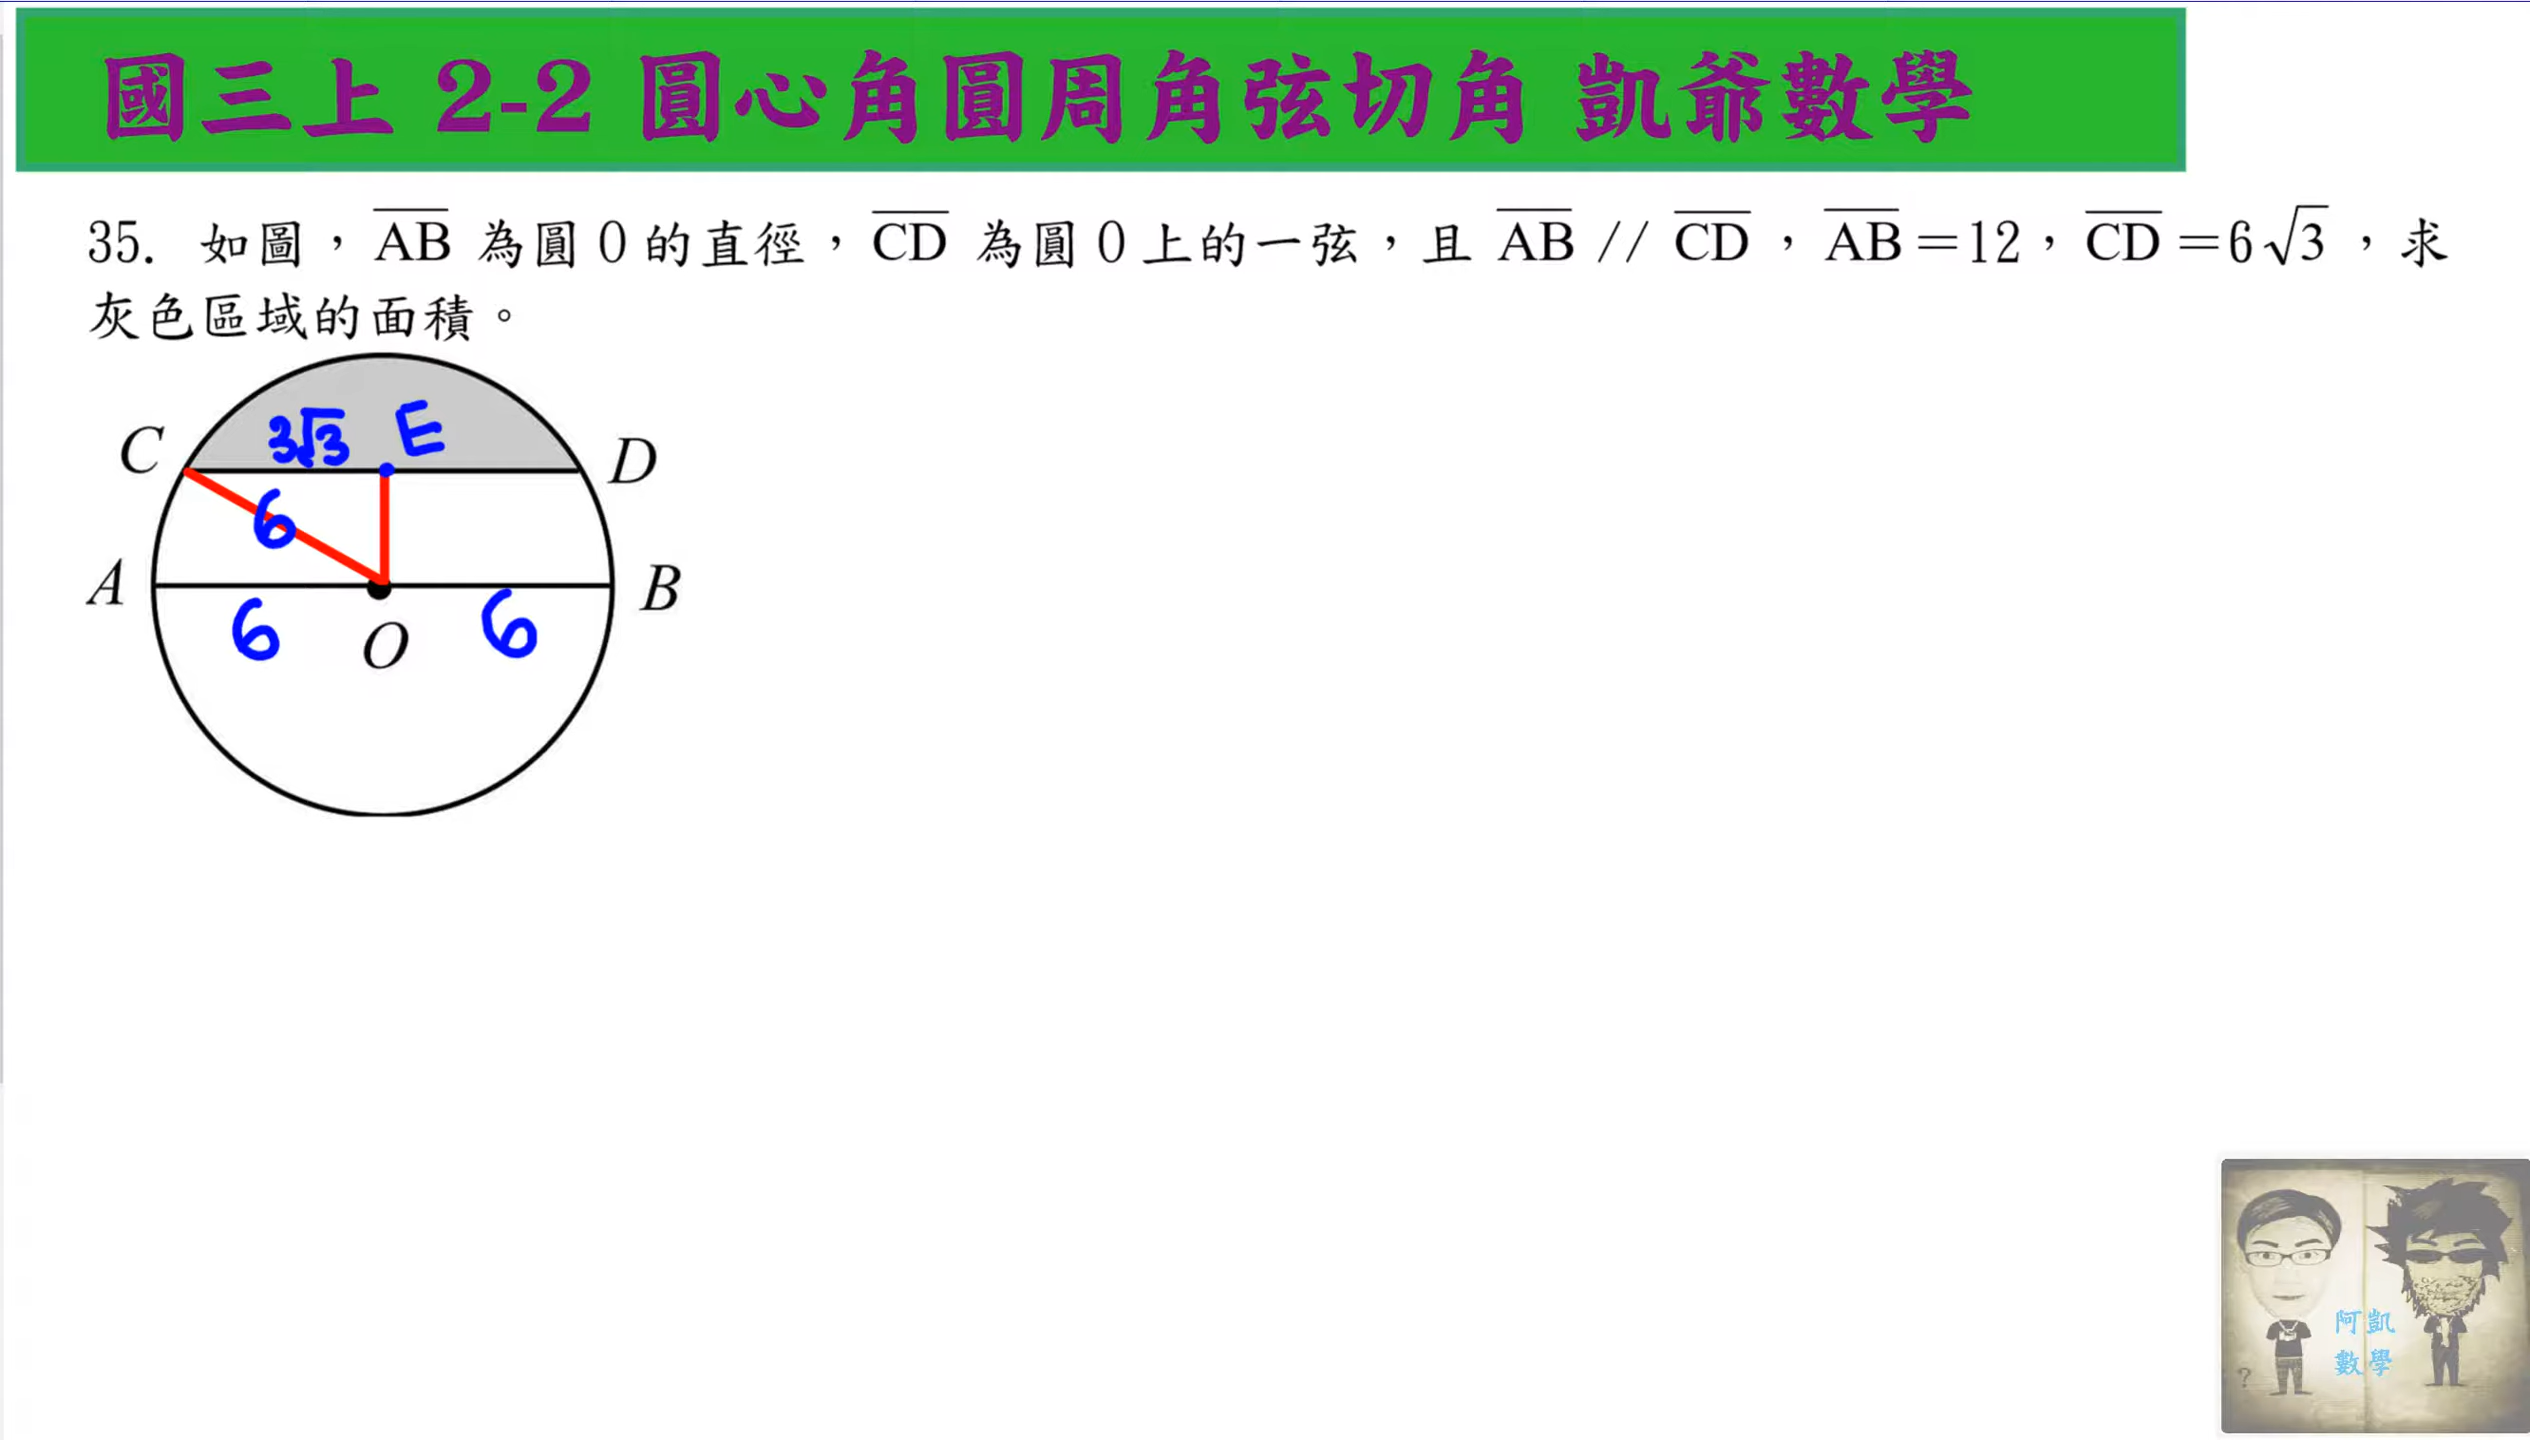 國三上 2-2 圓心角圓周角弦切角 凱爺數學
35. 如圖，AB 為圓 O 的直徑，CD 為圓 O 上的一弦，且 AB // CD，AB＝12，CD＝6√3，求
灰色區域的面積。
3√3 E
C D
6
A B
6 O 6
阿凱
數學
?